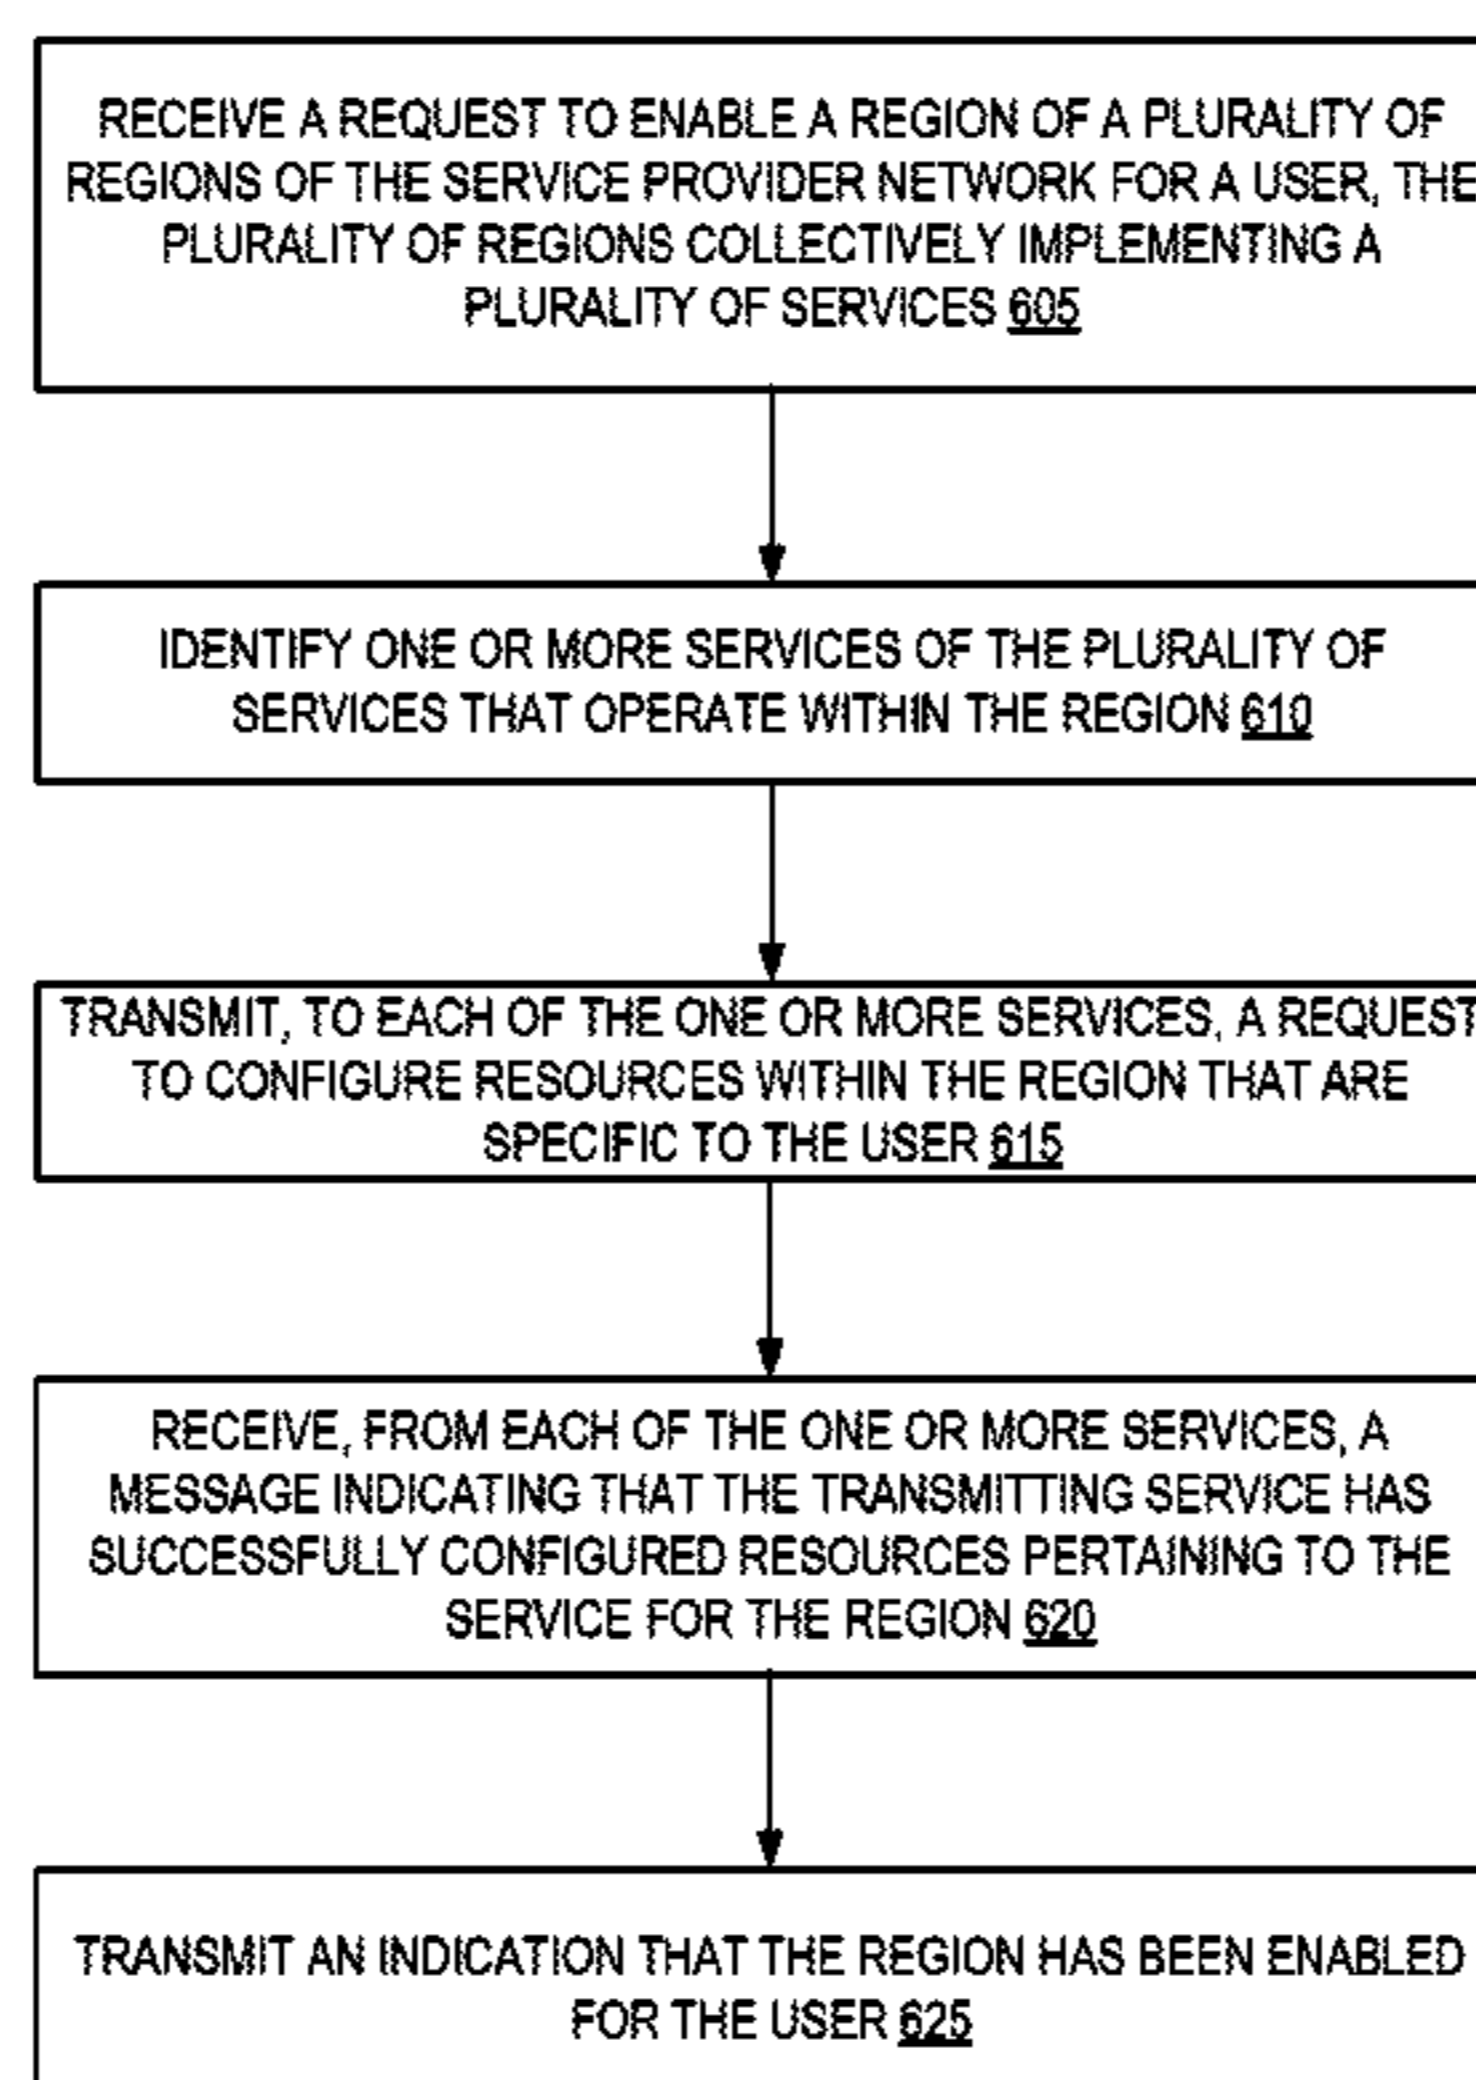 RECEIVE A REQUEST TO ENABLE A REGION OF A PLURALITY OF
REGIONS OF THE SERVICE PROVIDER NETWORK FOR A USER, THE
PLURALITY OF REGIONS COLLECTIVELY IMPLEMENTING A
PLURALITY OF SERVICES 605
IDENTIFY ONE OR MORE SERVICES OF THE PLURALITY OF
SERVICES THAT OPERATE WITHIN THE REGION 610
TRANSMIT, TO EACH OF THE ONE OR MORE SERVICES, A REQUEST
TO CONFIGURE RESOURCES WITHIN THE REGION THAT ARE
SPECIFIC TO THE USER 615
RECEIVE, FROM EACH OF THE ONE OR MORE SERVICES, A
MESSAGE INDICATING THAT THE TRANSMITTING SERVICE HAS
SUCCESSFULLY CONFIGURED RESOURCES PERTAINING TO THE
SERVICE FOR THE REGION 620
TRANSMIT AN INDICATION THAT THE REGION HAS BEEN ENABLED
FOR THE USER 625